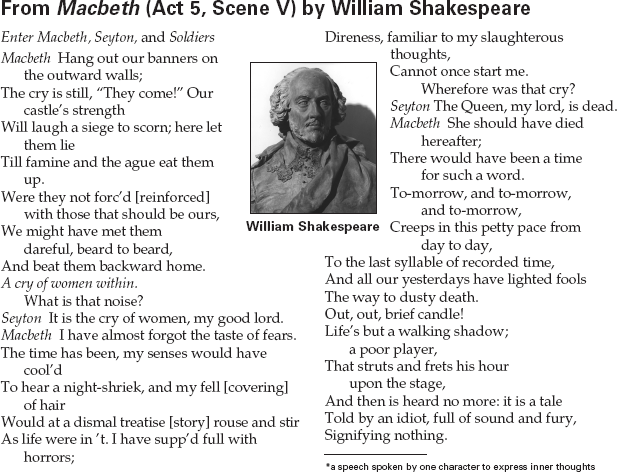 From Macbeth (Act 5, Scene V) by William Shakespeare
Enter Macbeth, Seyton, and Soldiers
Macbeth Hang out our banners on
the outward walls;
The cry is still, “They come!” Our
castle’s strength
Will laugh a siege to scorn; here let
them lie
Till famine and the ague eat them
up.
Were they not forc’d [reinforced]
with those that should be ours,
We might have met them
dareful, beard to beard,
And beat them backward home.
A cry of women within.
What is that noise?
Seyton It is the cry of women, my good lord.
Macbeth I have almost forgot the taste of fears.
The time has been, my senses would have
cool’d
To hear a night-shriek, and my fell [covering]
of hair
Would at a dismal treatise [story] rouse and stir
As life were in ’t. I have supp’d full with
horrors;
Direness, familiar to my slaughterous
thoughts,
Cannot once start me.
Wherefore was that cry?
Seyton The Queen, my lord, is dead.
Macbeth She should have died
hereafter;
There would have been a time
for such a word.
To-morrow, and to-morrow,
and to-morrow,
Creeps in this petty pace from
day to day,
To the last syllable of recorded time,
And all our yesterdays have lighted fools
The way to dusty death.
Out, out, brief candle!
Life’s but a walking shadow;
a poor player,
That struts and frets his hour
upon the stage,
And then is heard no more: it is a tale
Told by an idiot, full of sound and fury,
Signifying nothing.
William Shakespeare
*a speech spoken by one character to express inner thoughts